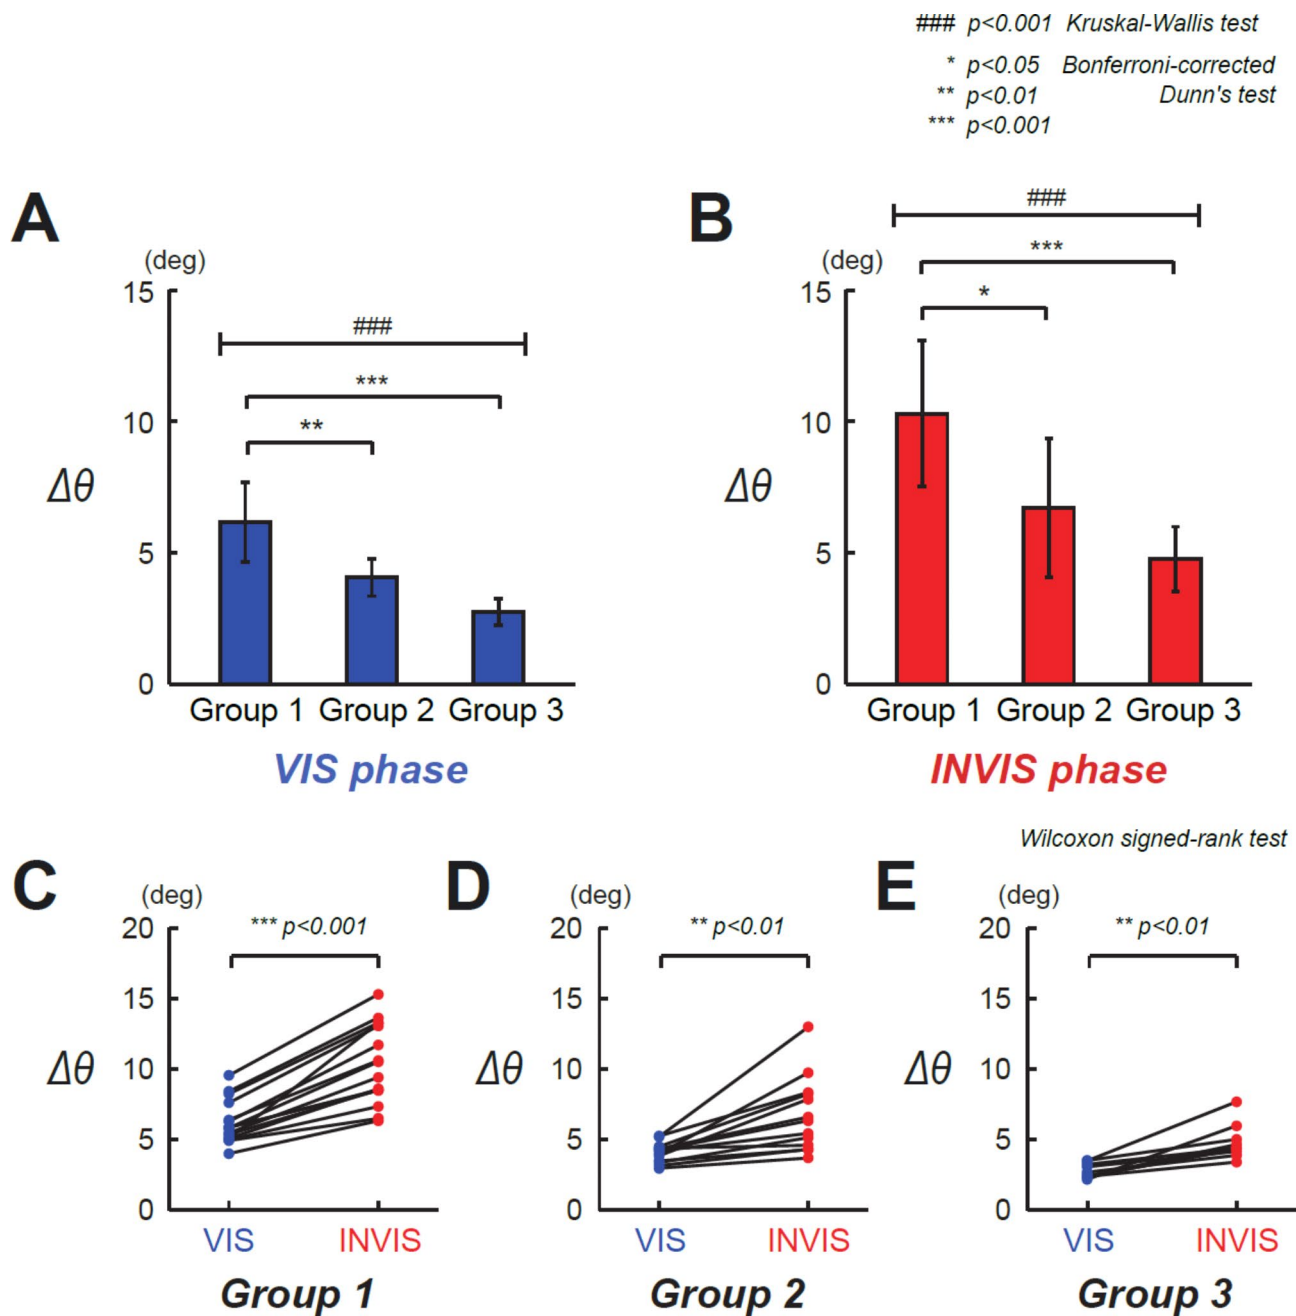 ### p<0.001 Kruskal-Wallis test
* p<0.05 Bonferroni-corrected
** p<0.01 Dunn's test
*** p<0.001
A
(deg)
15
10
5
0
Δθ
###
***
**
Group 1 Group 2 Group 3
VIS phase
B
(deg)
15
10
5
0
Δθ
###
***
*
Group 1 Group 2 Group 3
INVIS phase
Wilcoxon signed-rank test
C
(deg)
20
15
10
5
0
Δθ
*** p<0.001
VIS INVIS
Group 1
D
(deg)
20
15
10
5
0
Δθ
** p<0.01
VIS INVIS
Group 2
E
(deg)
20
15
10
5
0
Δθ
** p<0.01
VIS INVIS
Group 3